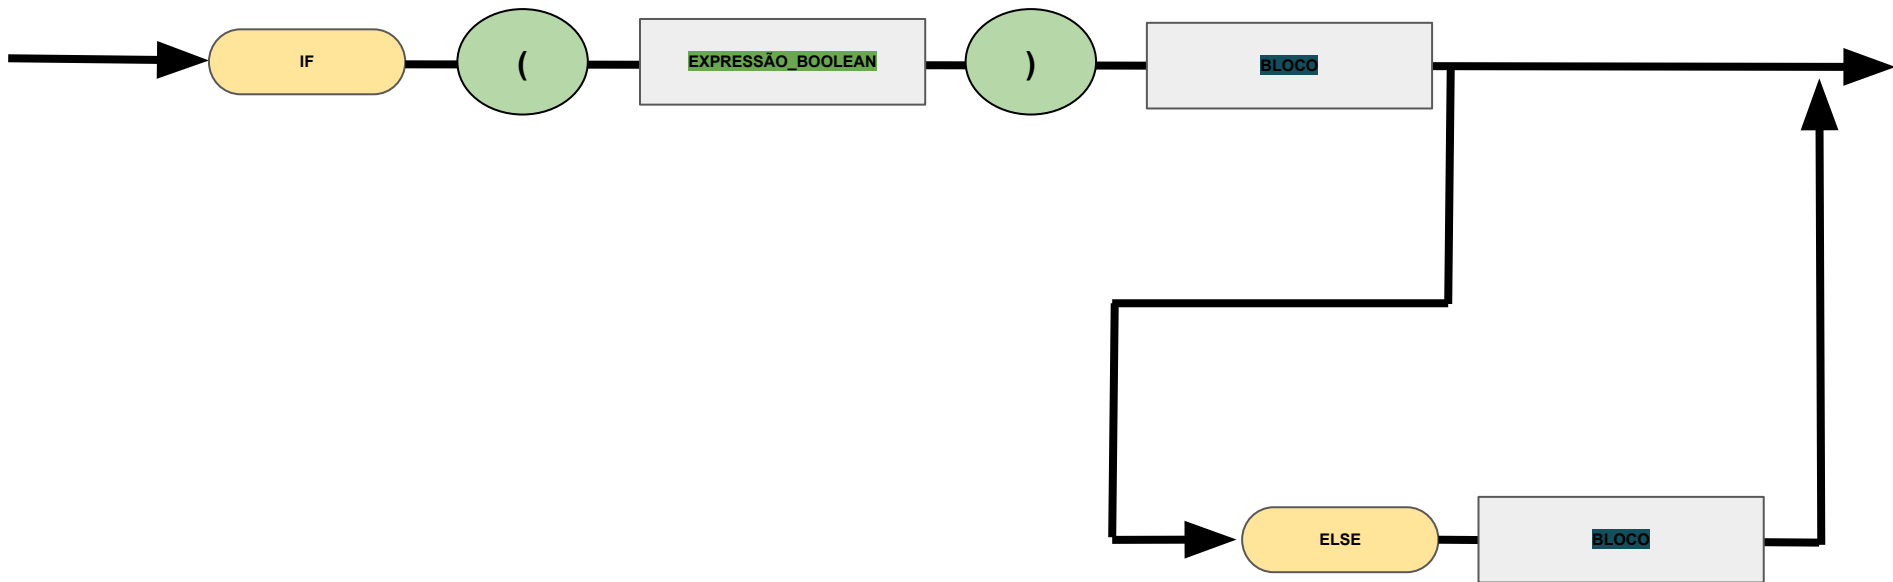 IF
(
EXPRESSÃO_BOOLEAN
)
BLOCO
ELSE
BLOCO